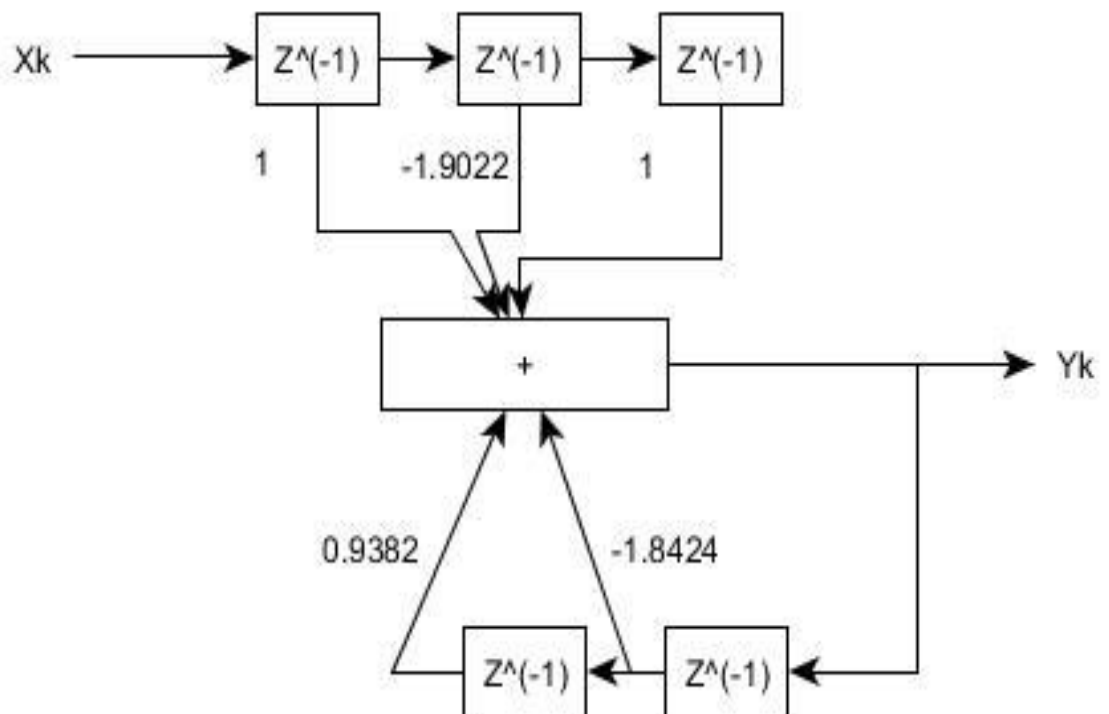 Xk
Z^(-1) Z^(-1) Z^(-1)
1 -1.9022 1
+
Yk
0.9382 -1.8424
Z^(-1) Z^(-1)